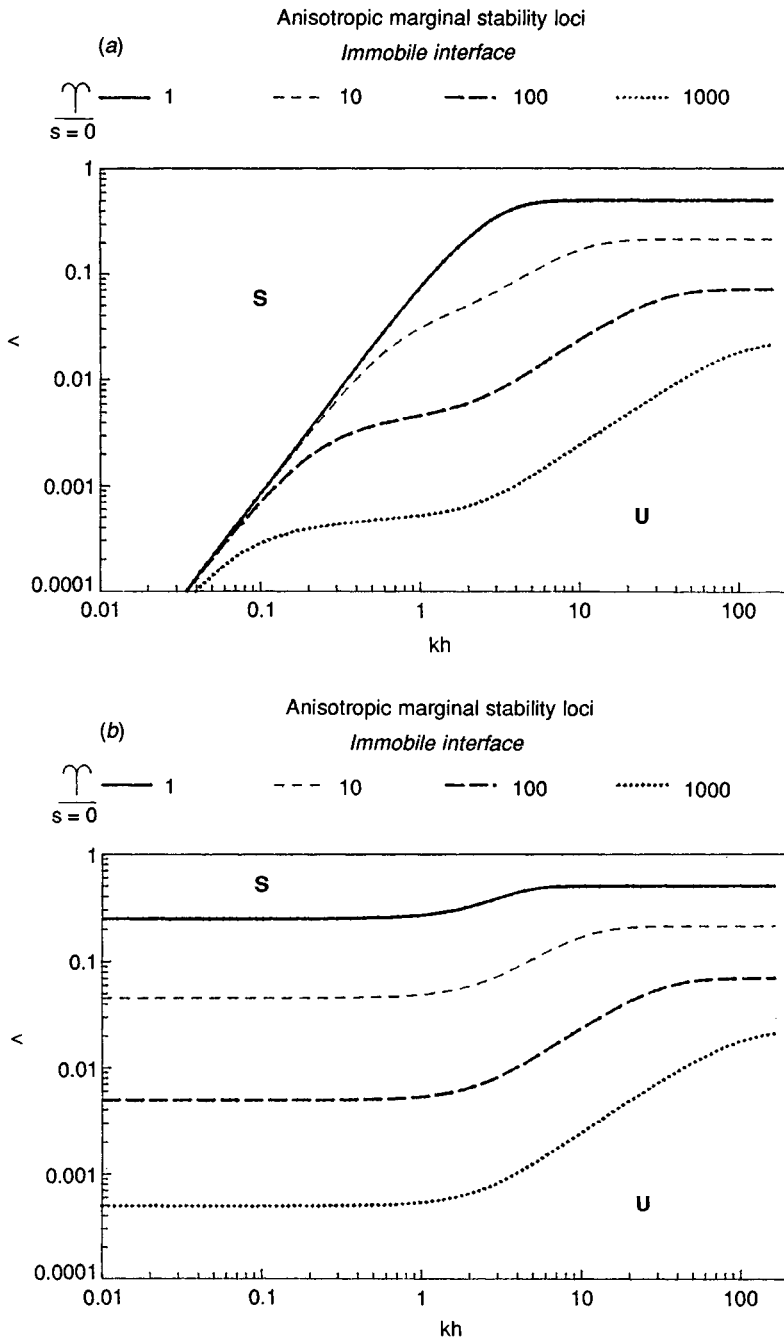 Anisotropic marginal stability loci
(a)
Immobile interface
ϒ
s = 0
1
10
100
1000
1
0.1
0.01
0.001
0.0001
S
U
Λ
0.01
0.1
1
10
100
kh
Anisotropic marginal stability loci
(b)
Immobile interface
ϒ
s = 0
1
10
100
1000
1
0.1
0.01
0.001
0.0001
S
U
Λ
0.01
0.1
1
10
100
kh